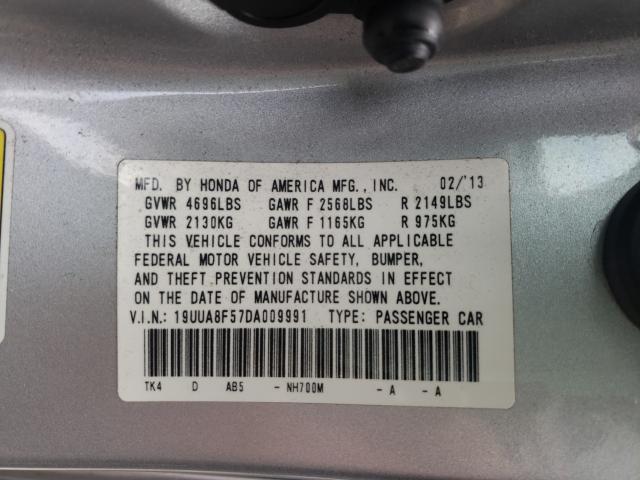 MFD. BY HONDA OF AMERICA MFG., INC. 02/'13
GVWR 4696LBS GAWR F 2568LBS R 2149LBS
GVWR 2130KG GAWR F 1165KG R 975KG
THIS VEHICLE CONFORMS TO ALL APPLICABLE
FEDERAL MOTOR VEHICLE SAFETY, BUMPER,
AND THEFT PREVENTION STANDARDS IN EFFECT
ON THE DATE OF MANUFACTURE SHOWN ABOVE.
V.I.N.: 19UUA8F57DA009991 TYPE: PASSENGER CAR
TK4 D AB5 - NH700M - A - A